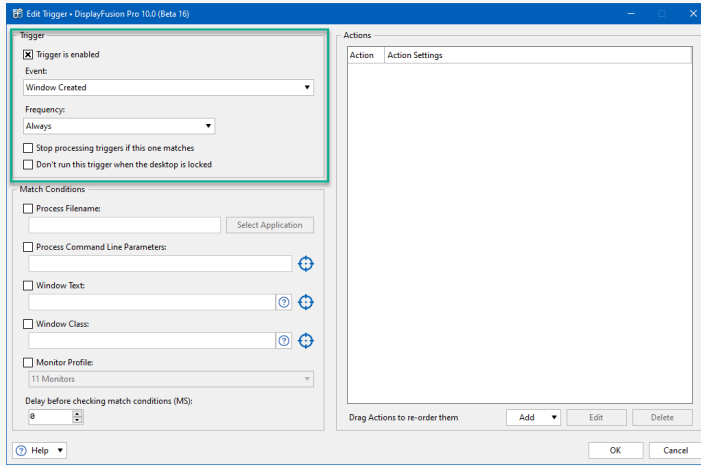 Edit Trigger • DisplayFusion Pro 10.0 (Beta 16)
Trigger
Trigger is enabled
Event:
Window Created
Frequency:
Always
Stop processing triggers if this one matches
Don't run this trigger when the desktop is locked
Match Conditions
Process Filename:
Select Application
Process Command Line Parameters:
Window Text:
?
Window Class:
?
Monitor Profile:
11 Monitors
Delay before checking match conditions (MS):
0
? Help
Actions
Action Action Settings
Drag Actions to re-order them Add Edit Delete
OK Cancel